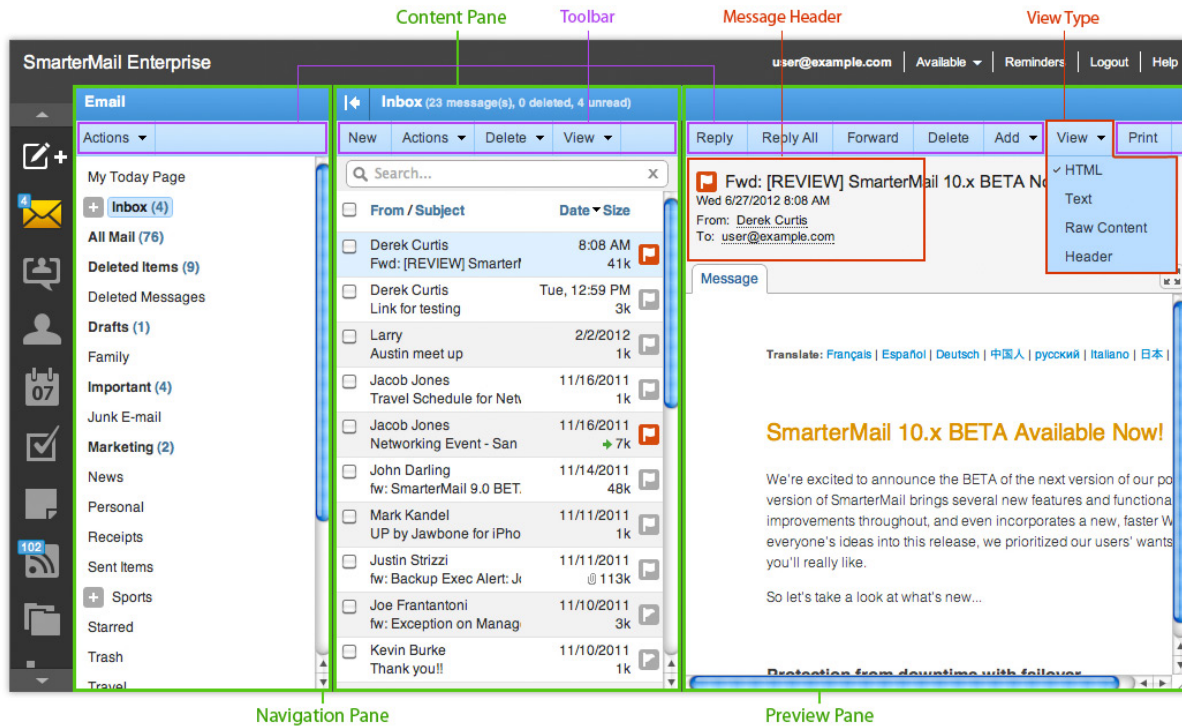 Content Pane
Toolbar
Message Header
View Type
SmarterMail Enterprise
user@example.com
Available
Reminders
Logout
Help
Email
Actions
My Today Page
Inbox (4)
All Mail (76)
Deleted Items (9)
Deleted Messages
Drafts (1)
Family
Important (4)
Junk E-mail
Marketing (2)
News
Personal
Receipts
Sent Items
Sports
Starred
Trash
Travel
4
07
102
Inbox (23 message(s), 0 deleted, 4 unread)
New Actions Delete View
Search... X
From / Subject Date Size
Derek Curtis 8:08 AM
Fwd: [REVIEW] Smarter 41k
Derek Curtis Tue, 12:59 PM
Link for testing 3k
Larry 2/2/2012
Austin meet up 1k
Jacob Jones 11/16/2011
Travel Schedule for Netw 1k
Jacob Jones 11/16/2011
Networking Event - San 7k
John Darling 11/14/2011
fw: SmarterMail 9.0 BET 48k
Mark Kandel 11/11/2011
UP by Jawbone for iPho 1k
Justin Strizzi 11/11/2011
fw: Backup Exec Alert: Jo 113k
Joe Frantantoni 11/10/2011
fw: Exception on Manag 3k
Kevin Burke 11/10/2011
Thank you!! 1k
Reply Reply All Forward Delete Add View Print
HTML
Text
Raw Content
Header
Fwd: [REVIEW] SmarterMail 10.x BETA No
Wed 6/27/2012 8:08 AM
From: Derek Curtis
To: user@example.com
Message
Translate: Français | Español | Deutsch | 中国人 | русский | Italiano | 日本 |
SmarterMail 10.x BETA Available Now!
We're excited to announce the BETA of the next version of our po
version of SmarterMail brings several new features and functiona
improvements throughout, and even incorporates a new, faster W
everyone's ideas into this release, we prioritized our users' wants
you'll really like.
So let's take a look at what's new...
Protection from downtime with failover
Navigation Pane
Preview Pane